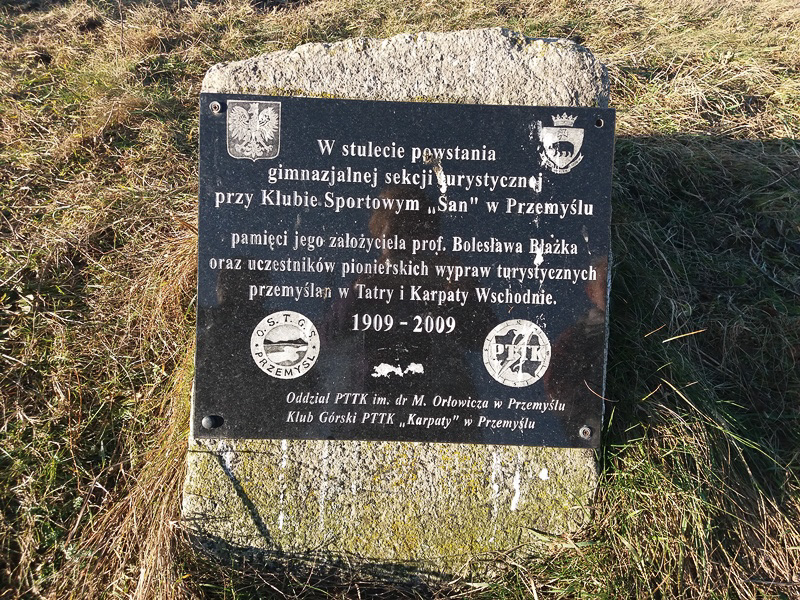 W stulecie powstania
gimnazjalnej sekcji turystycznej
przy Klubie Sportowym „San" w Przemyślu
pamięci jego założyciela prof. Bolesława Błażka
oraz uczestników pionierskich wypraw turystycznych
przemyślan w Tatry i Karpaty Wschodnie.
1909 - 2009
O.S.T.G.S.
PRZEMYŚL
PTTK
Oddział PTTK im. dr M. Orłowicza w Przemyślu
Klub Górski PTTK „Karpaty" w Przemyślu